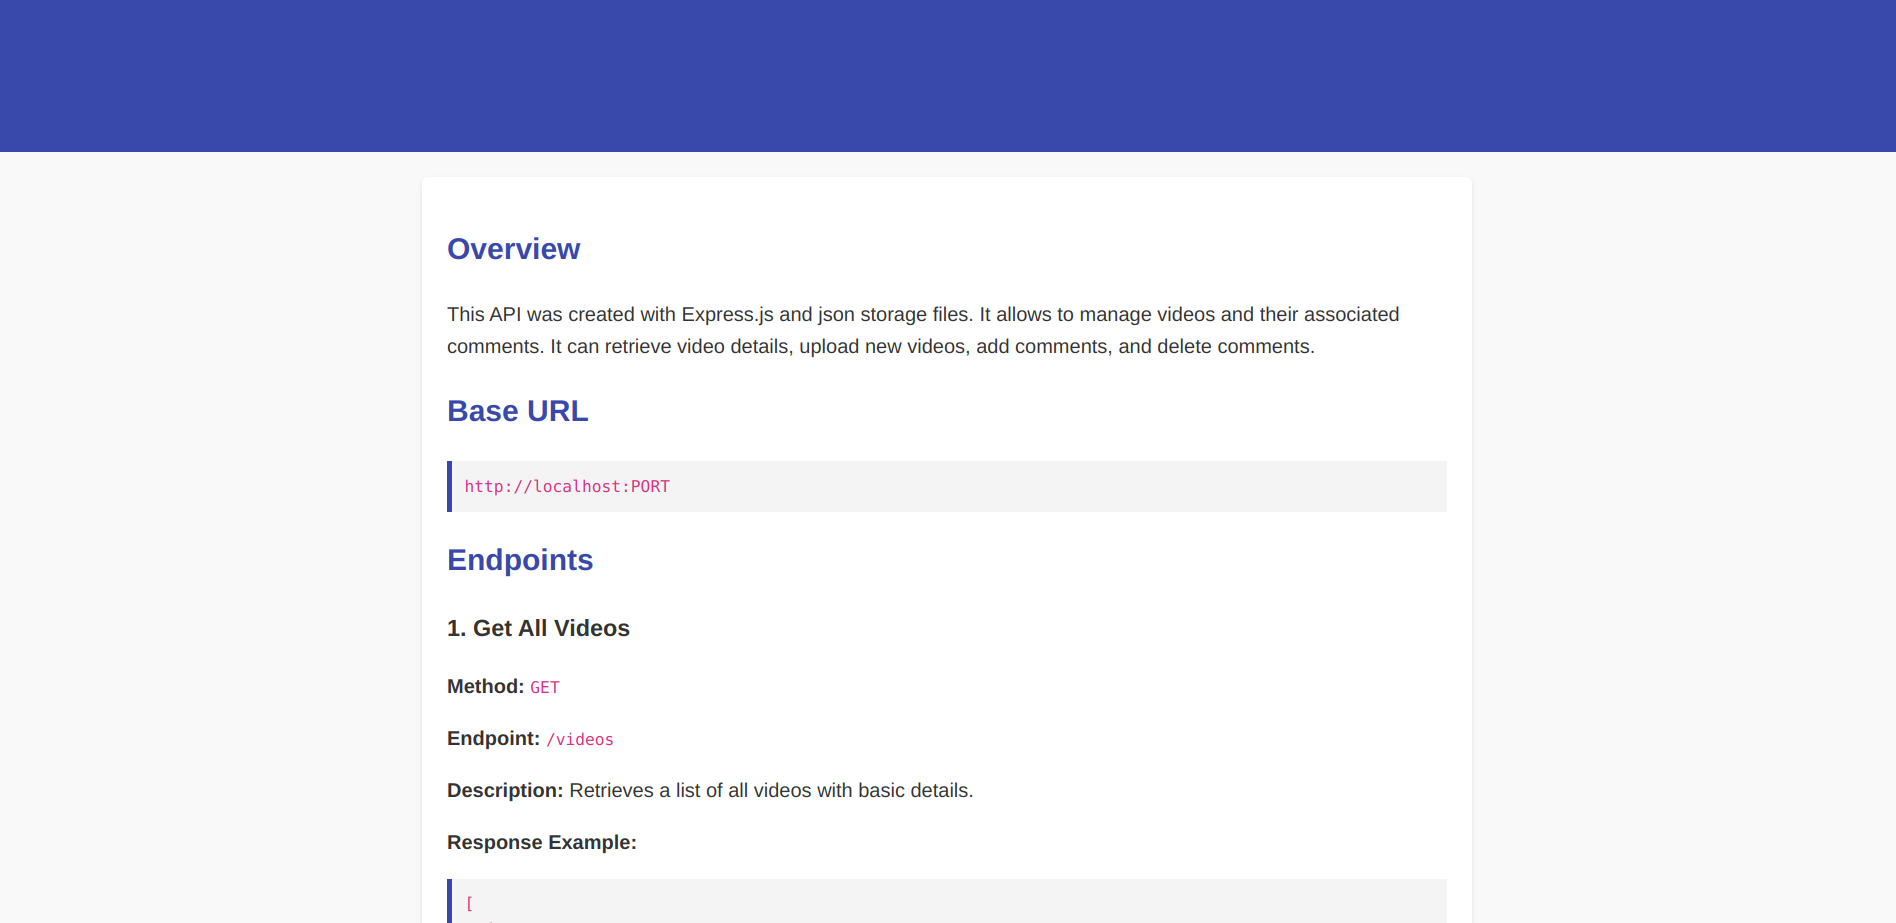 Overview
This API was created with Express.js and json storage files. It allows to manage videos and their associated
comments. It can retrieve video details, upload new videos, add comments, and delete comments.
Base URL
http://localhost:PORT
Endpoints
1. Get All Videos
Method: GET
Endpoint: /videos
Description: Retrieves a list of all videos with basic details.
Response Example:
[